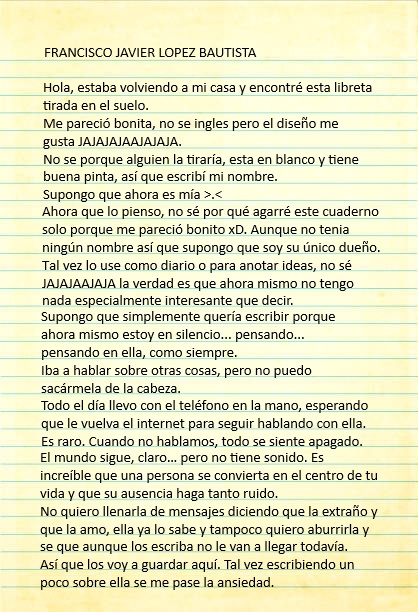 FRANCISCO JAVIER LOPEZ BAUTISTA
Hola, estaba volviendo a mi casa y encontré esta libreta
tirada en el suelo.
Me pareció bonita, no se ingles pero el diseño me
gusta JAJAJAJAAJAJAJA.
No se porque alguien la tiraría, esta en blanco y tiene
buena pinta, así que escribí mi nombre.
Supongo que ahora es mía >.<
Ahora que lo pienso, no sé por qué agarré este cuaderno
solo porque me pareció bonito xD. Aunque no tenia
ningún nombre así que supongo que soy su único dueño.
Tal vez lo use como diario o para anotar ideas, no sé
JAJAJAAJAJA la verdad es que ahora mismo no tengo
nada especialmente interesante que decir.
Supongo que simplemente quería escribir porque
ahora mismo estoy en silencio... pensando...
pensando en ella, como siempre.
Iba a hablar sobre otras cosas, pero no puedo
sacármela de la cabeza.
Todo el día llevo con el teléfono en la mano, esperando
que le vuelva el internet para seguir hablando con ella.
Es raro. Cuando no hablamos, todo se siente apagado.
El mundo sigue, claro... pero no tiene sonido. Es
increíble que una persona se convierta en el centro de tu
vida y que su ausencia haga tanto ruido.
No quiero llenarla de mensajes diciendo que la extraño y
que la amo, ella ya lo sabe y tampoco quiero aburrirla y
se que aunque los escriba no le van a llegar todavía.
Así que los voy a guardar aquí. Tal vez escribiendo un
poco sobre ella se me pase la ansiedad.